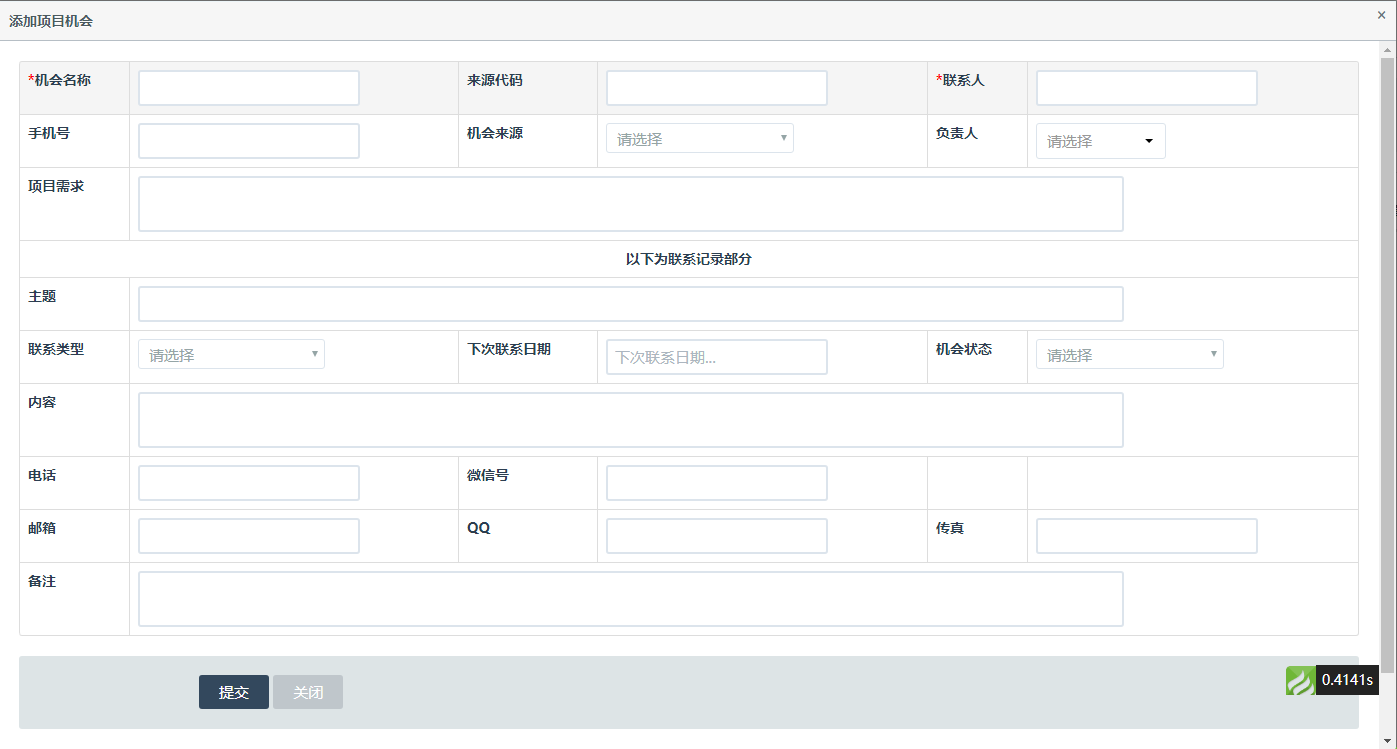 添加项目机会 ×
*机会名称 来源代码 *联系人
手机号 机会来源 请选择 负责人 请选择
项目需求
以下为联系记录部分
主题
联系类型 请选择 下次联系日期 下次联系日期... 机会状态 请选择
内容
电话 微信号
邮箱 QQ 传真
备注
提交 关闭 0.4141s